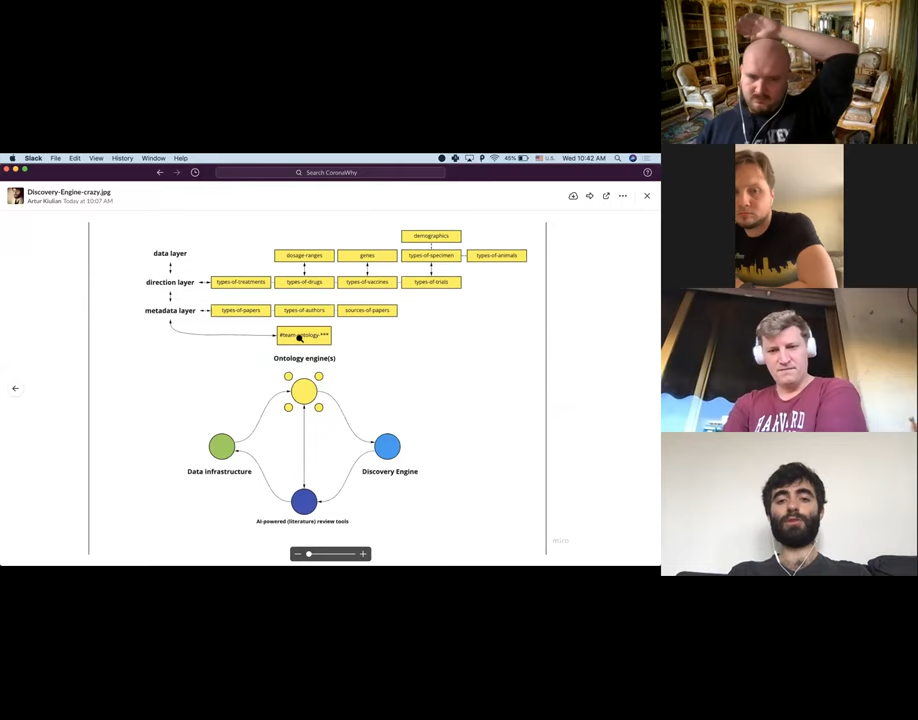 Slack File Edit View History Window Help
45% U.S. Wed 10:42 AM
Search CoronaWhy
Discovery-Engine-crazy.jpg
Artur Kiulian Today at 10:07 AM
demographics
data layer
dosage-ranges genes types-of-specimen types-of-animals
direction layer
types-of-treatments types-of-drugs types-of-vaccines types-of-trials
metadata layer
types-of-papers types-of-authors sources-of-papers
#team-ontology-***
Ontology engine(s)
Data infrastructure
Discovery Engine
AI-powered (literature) review tools
miro
HARVARD